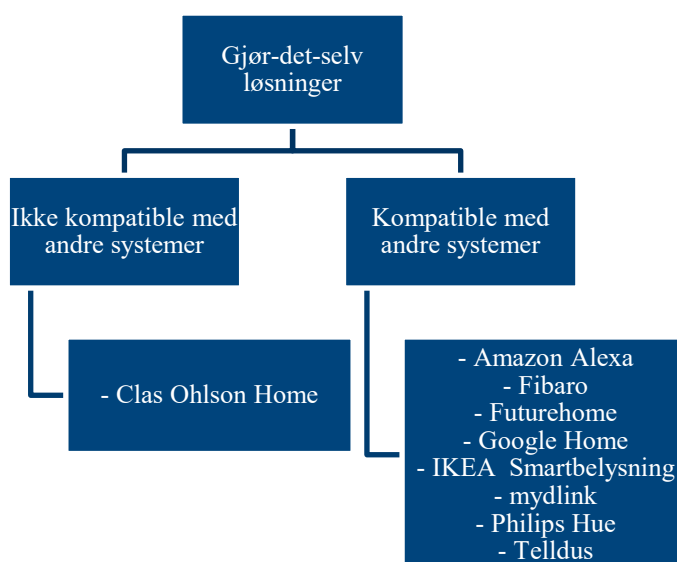 Gjør-det-selv
løsninger
Ikke kompatible med
andre systemer
Kompatible med
andre systemer
- Clas Ohlson Home
- Amazon Alexa
- Fibaro
- Futurehome
- Google Home
- IKEA Smartbelysning
- mydlink
- Philips Hue
- Telldus